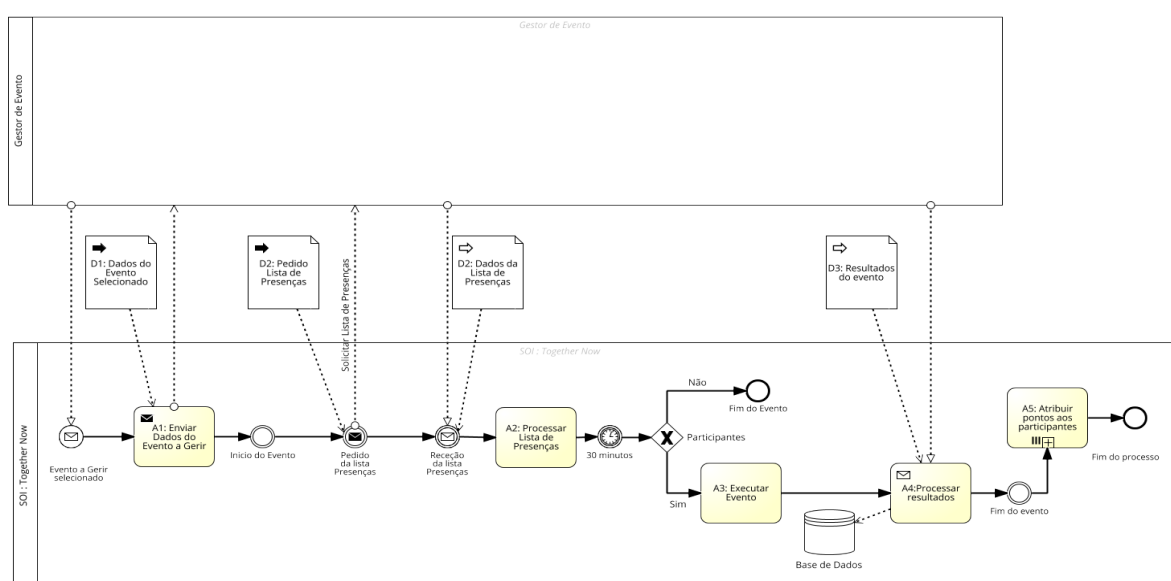 Gestor de Evento
Gestor de Evento
D1: Dados do
Evento
Selecionado
D2: Pedido
Lista de
Presenças
Solicitar Lista de Presenças
D2: Dados da
Lista de
Presenças
D3: Resultados
do evento
SOI : Together Now
SOI : Together Now
Evento a Gerir
selecionado
A1: Enviar
Dados do
Evento a Gerir
Início do Evento
Pedido
da lista
Presenças
Receção
da lista
Presenças
A2: Processar
Lista de
Presenças
30 minutos
Participantes
Não
Fim do Evento
Sim
A3: Executar
Evento
Base de Dados
A4:Processar
resultados
Fim do evento
A5: Atribuir
pontos aos
participantes
Fim do processo